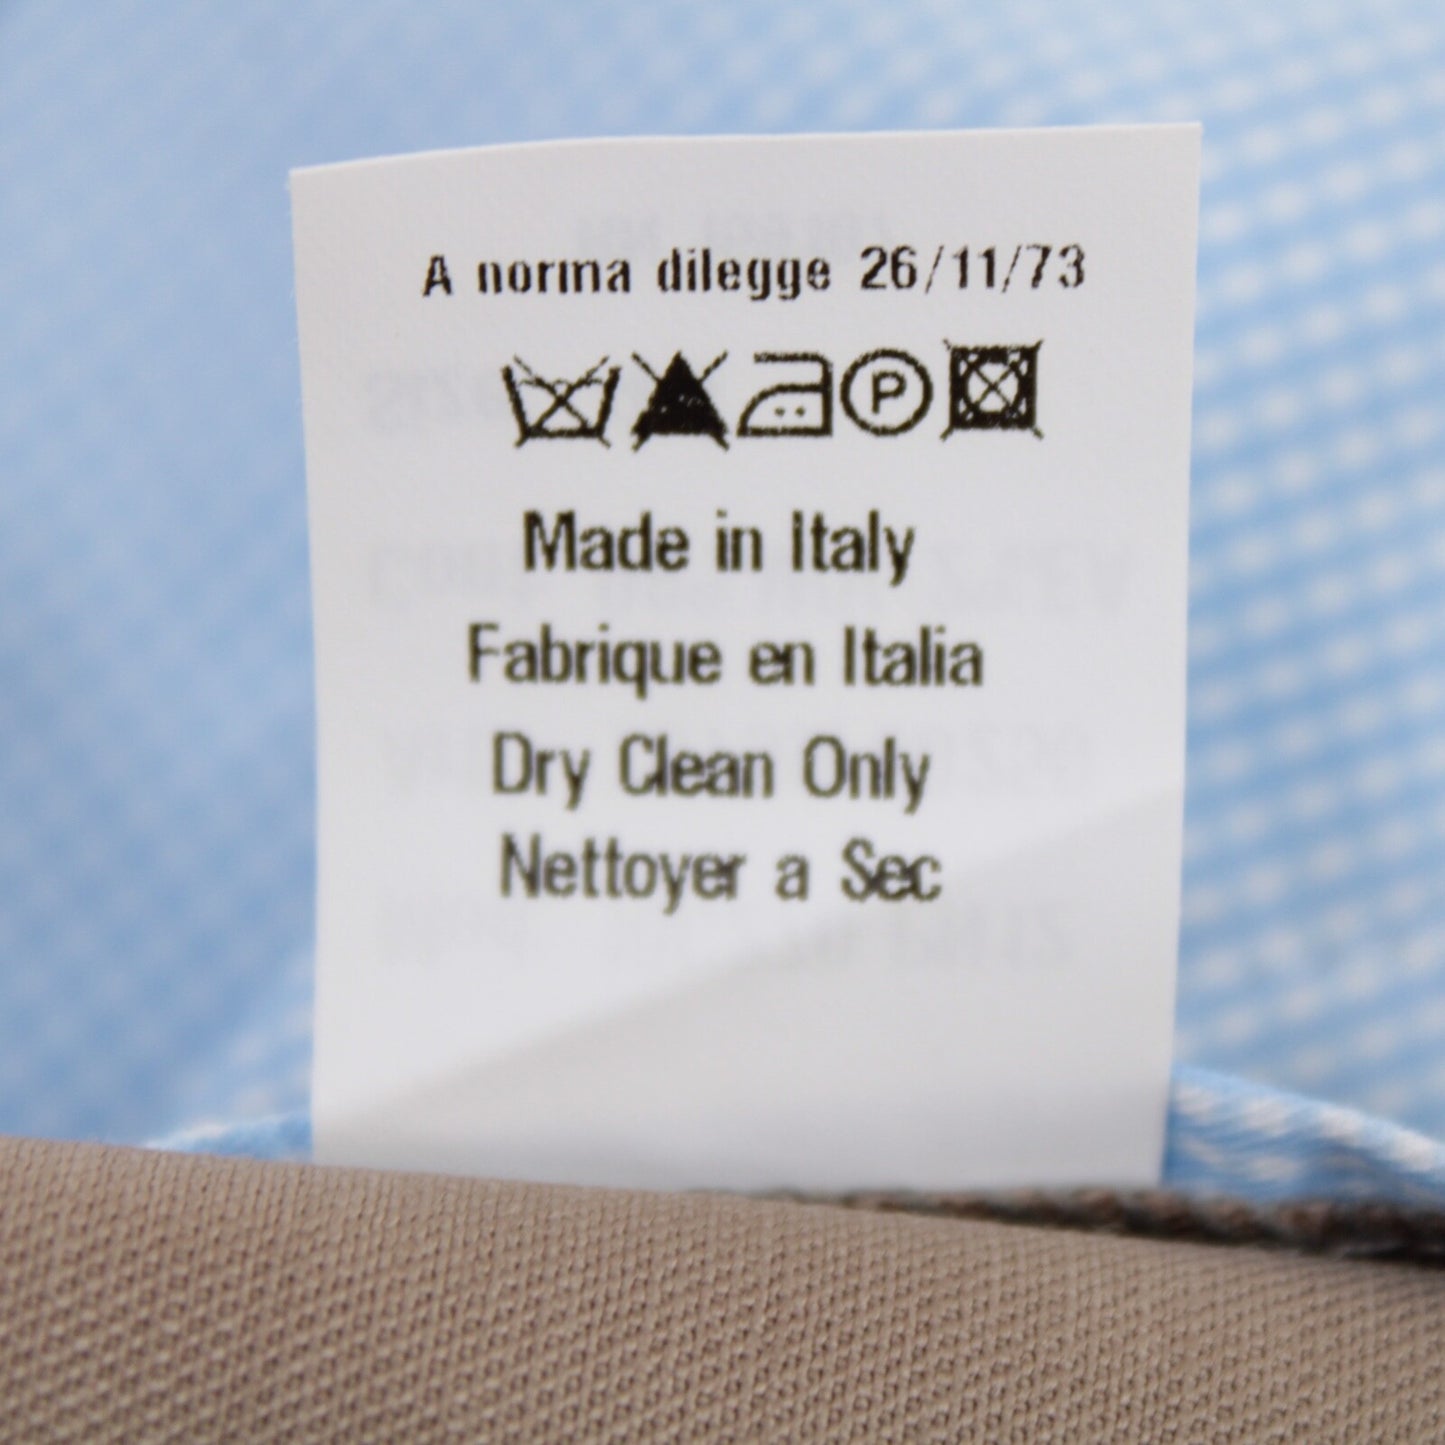 A norma dilegge 26/11/73
P
Made in Italy
Fabrique en Italia
Dry Clean Only
Nettoyer a Sec